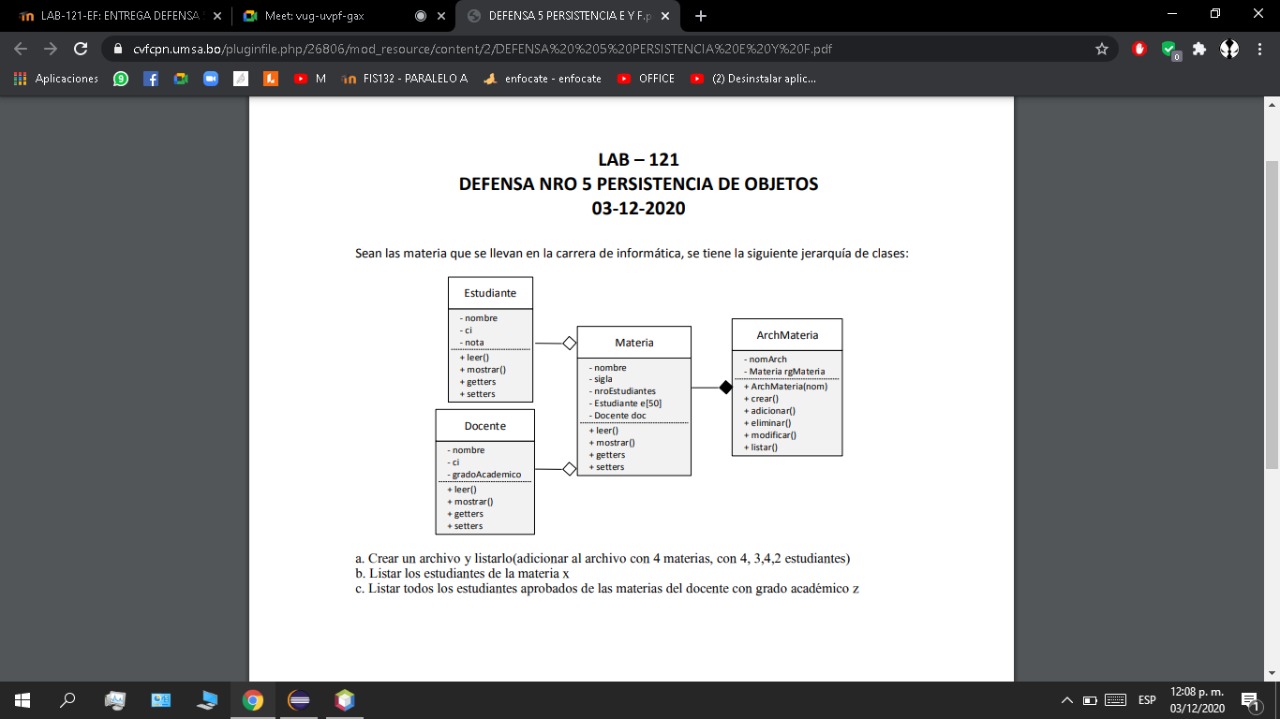 LAB-121-EF: ENTREGA DEFENSA
Meet: vug-uvpf-gax
DEFENSA 5 PERSISTENCIA E Y F.p
cvfcpn.umsa.bo/pluginfile.php/26806/mod_resource/content/2/DEFENSA%20%205%20PERSISTENCIA%20E%20Y%20F.pdf
0
Aplicaciones
9
M
FIS132 - PARALELO A
enfocate - enfocate
OFFICE
(2) Desinstalar aplic...
LAB – 121
DEFENSA NRO 5 PERSISTENCIA DE OBJETOS
03-12-2020
Sean las materia que se llevan en la carrera de informática, se tiene la siguiente jerarquía de clases:
Estudiante
- nombre
- ci
- nota
+ leer()
+ mostrar()
+ getters
+ setters
Docente
- nombre
- ci
- gradoAcademico
+ leer()
+ mostrar()
+ getters
+ setters
Materia
- nombre
- sigla
- nroEstudiantes
- Estudiante e[50]
- Docente doc
+ leer()
+ mostrar()
+ getters
+ setters
ArchMateria
- nomArch
- Materia rgMateria
+ ArchMateria(nom)
+ crear()
+ adicionar()
+ eliminar()
+ modificar()
+ listar()
a. Crear un archivo y listarlo(adicionar al archivo con 4 materias, con 4, 3,4,2 estudiantes)
b. Listar los estudiantes de la materia x
c. Listar todos los estudiantes aprobados de las materias del docente con grado académico z
ESP
12:08 p. m.
03/12/2020
1